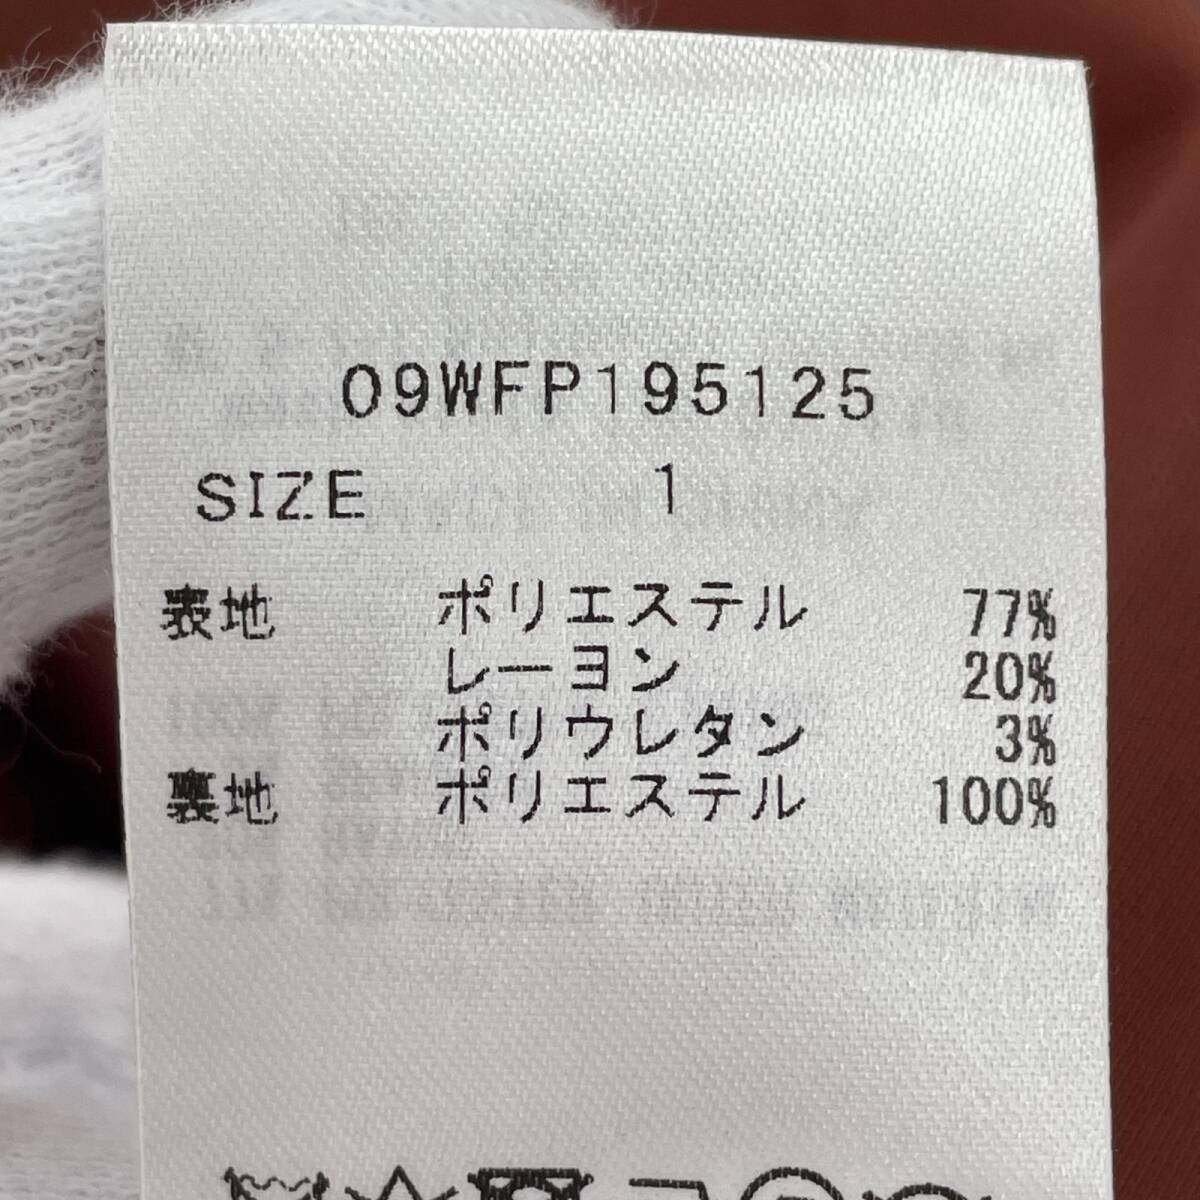 09WFP195125
SIZE 1
表地 ポリエステル 77%
レーヨン 20%
ポリウレタン 3%
裏地 ポリエステル 100%